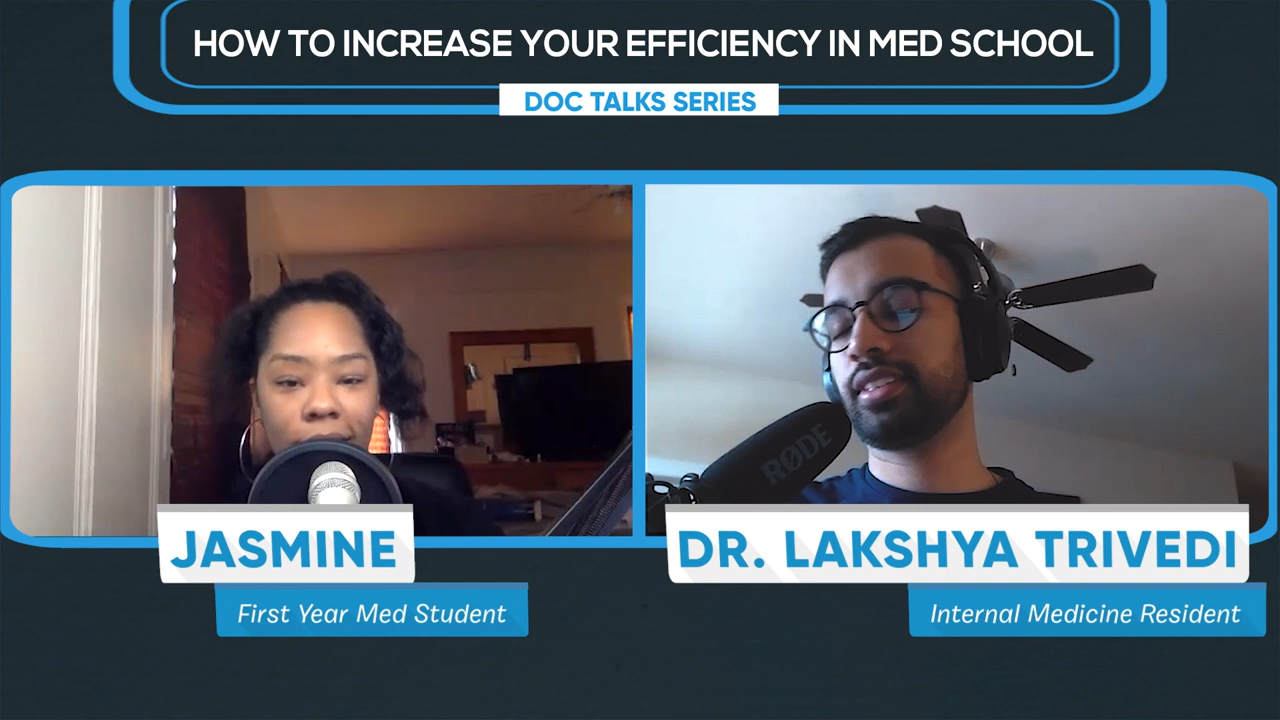 HOW TO INCREASE YOUR EFFICIENCY IN MED SCHOOL
DOC TALKS SERIES
RØDE
JASMINE
DR. LAKSHYA TRIVEDI
First Year Med Student
Internal Medicine Resident